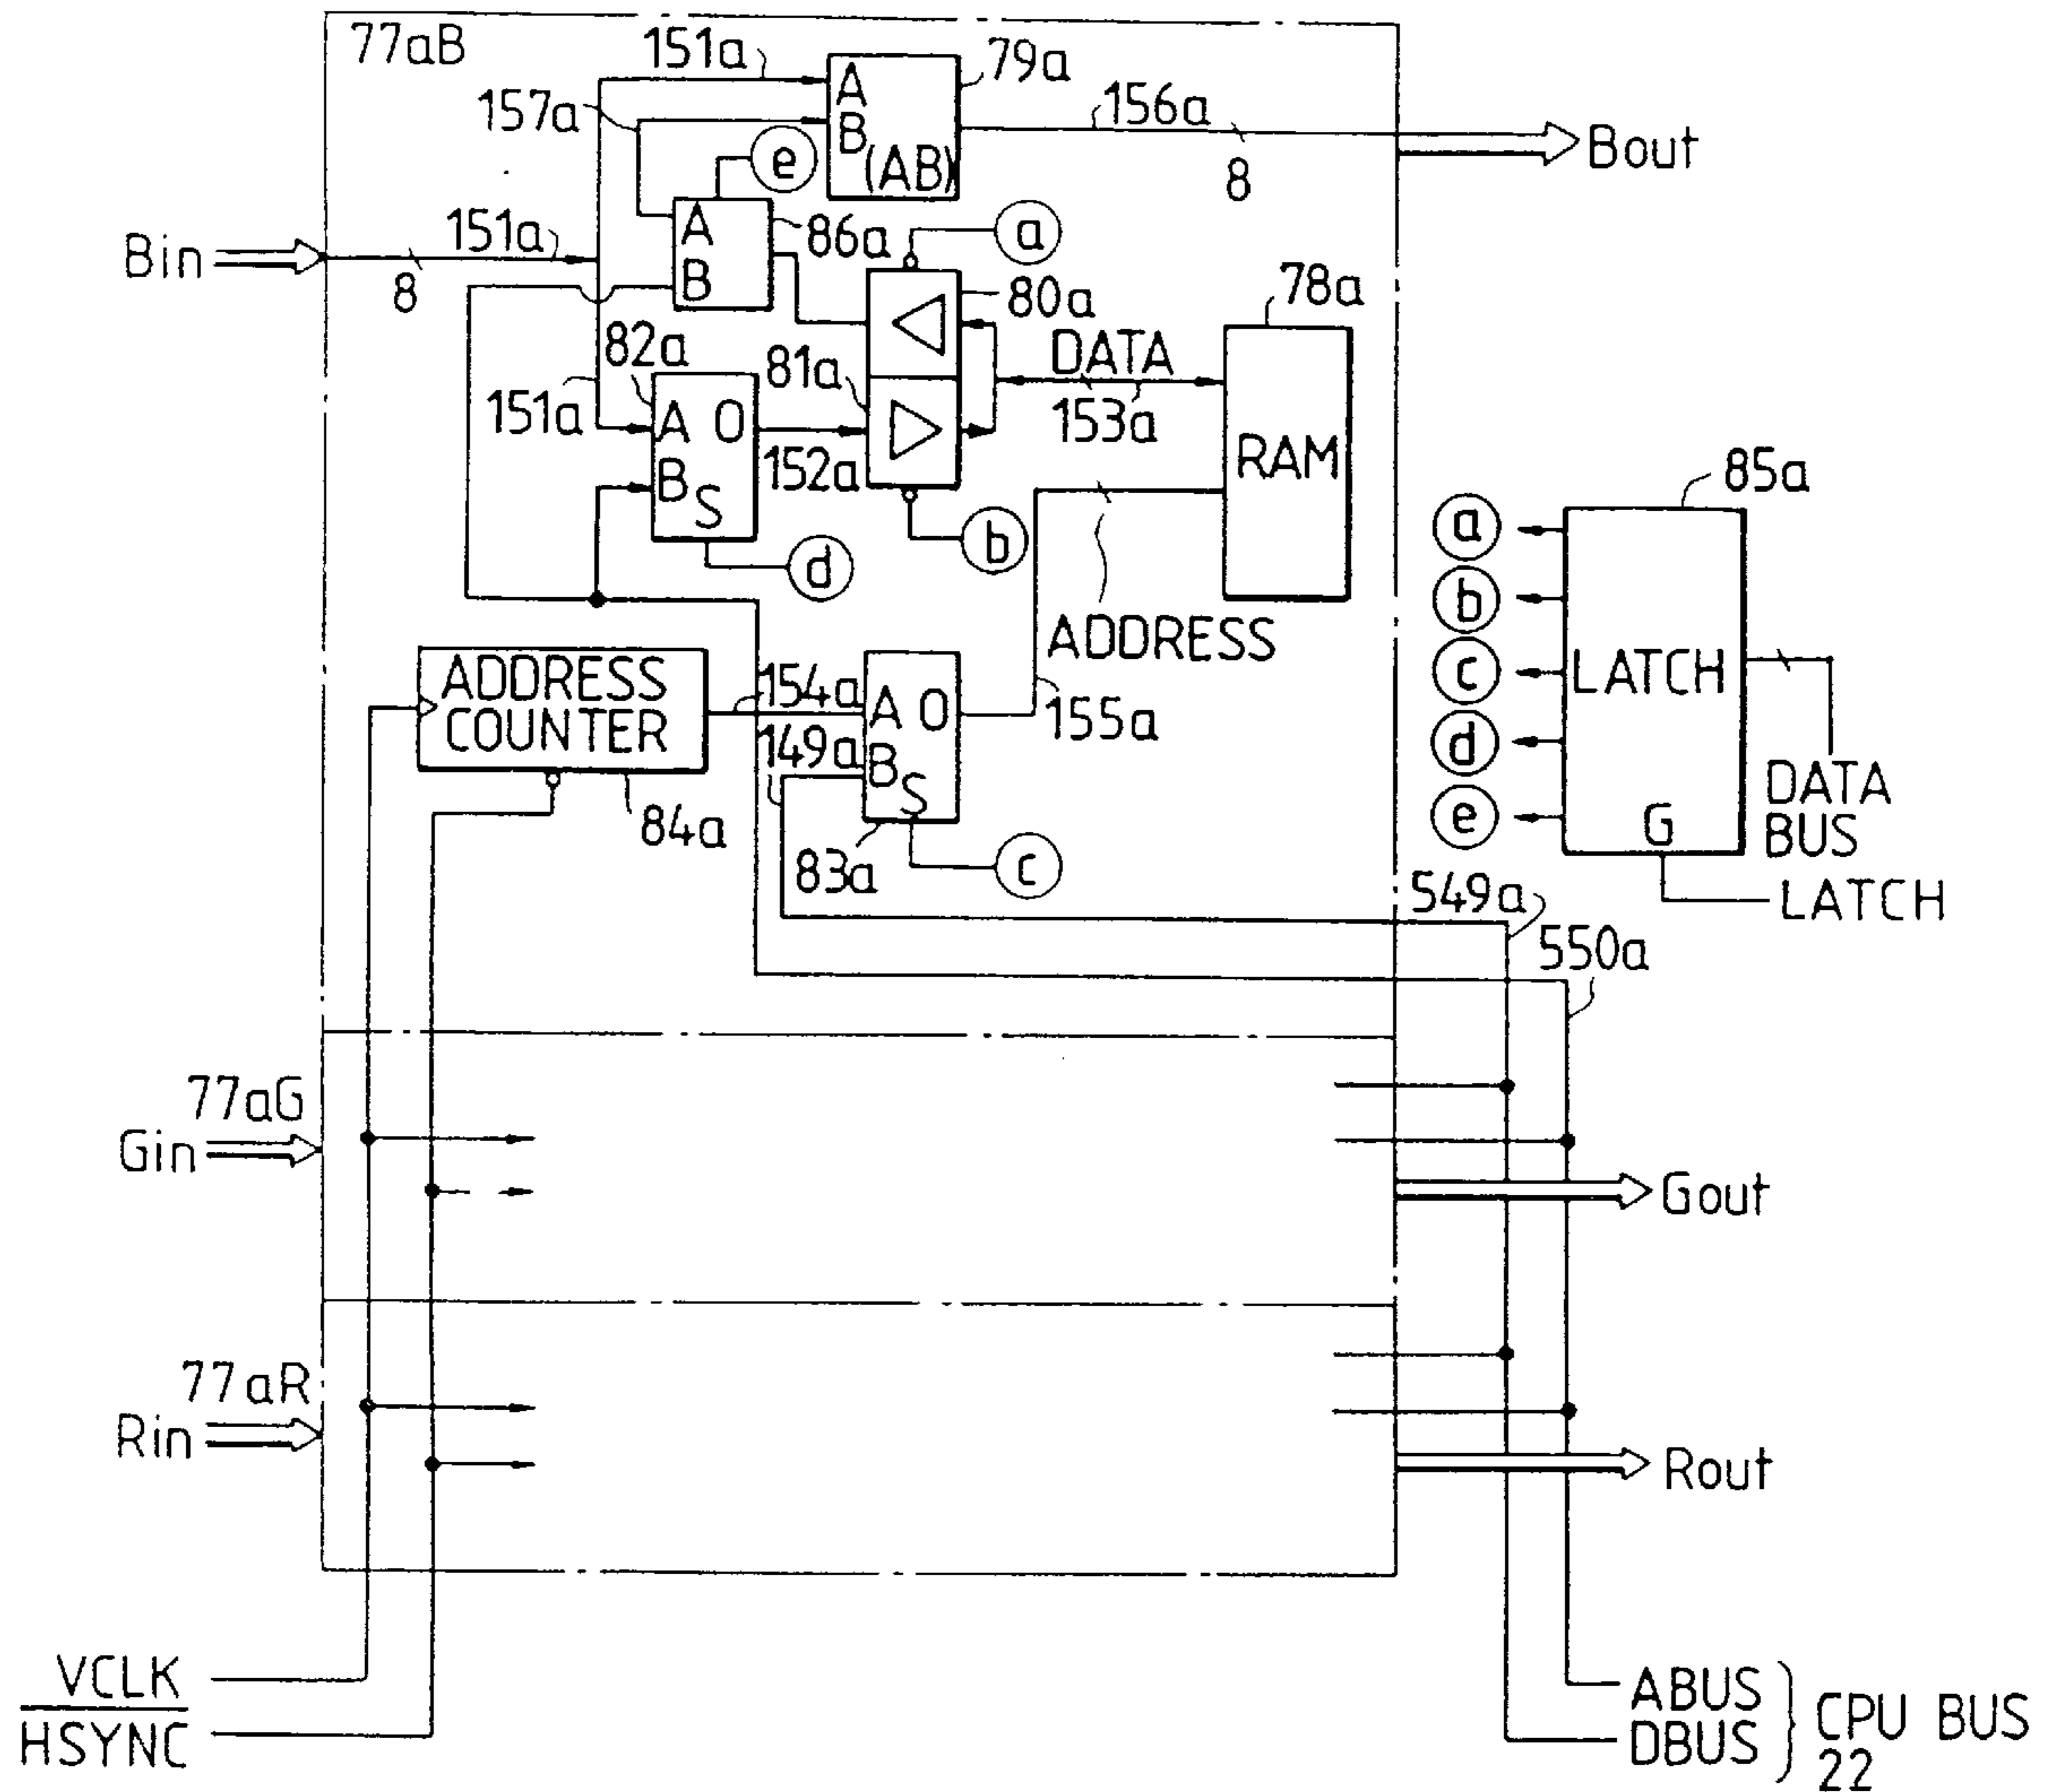 77aB
151a
79a
157a
A
B
(AB)
156a
8
Bout
e
A
B
86a
Bin
8
151a
a
80a
78a
82a
81a
DATA
153a
RAM
151a
A O
B
S
152a
b
d
85a
a
b
c
d
e
LATCH
G
DATA
BUS
LATCH
ADDRESS
ADDRESS
COUNTER
84a
154a
149a
A O
B
S
155a
83a
c
549a
550a
77aG
Gin
Gout
77aR
Rin
Rout
VCLK
HSYNC
ABUS
DBUS
CPU BUS
22